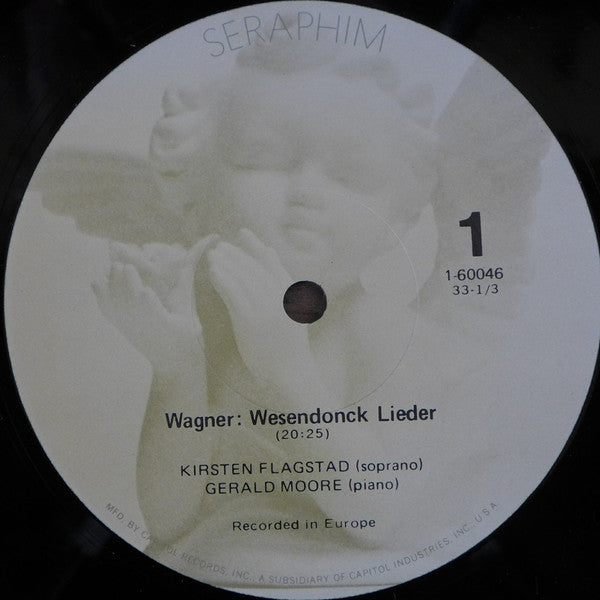 SERAPHIM
1
1-60046
33-1/3
Wagner: Wesendonck Lieder
(20:25)
KIRSTEN FLAGSTAD (soprano)
GERALD MOORE (piano)
Recorded in Europe
MFD. BY CAPITOL RECORDS, INC., A SUBSIDIARY OF CAPITOL INDUSTRIES, INC., U.S.A.